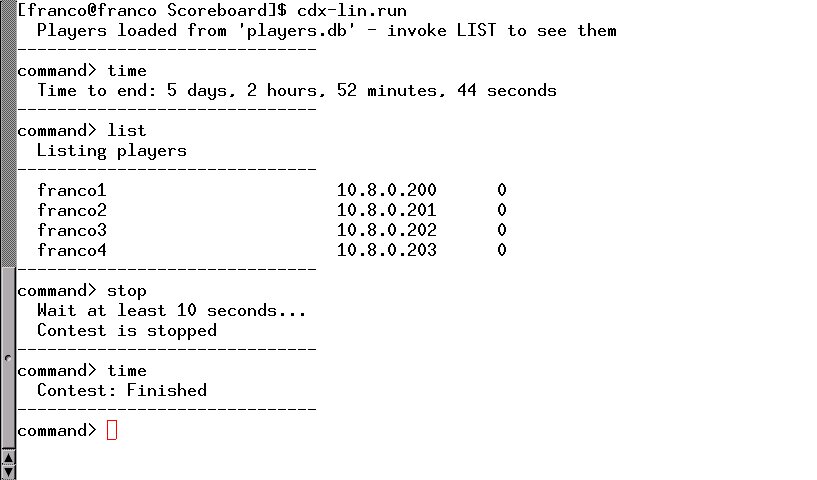 [franco@franco Scoreboard]$ cdx-lin.run
Players loaded from 'players.db' - invoke LIST to see them
------------------------------
command> time
Time to end: 5 days, 2 hours, 52 minutes, 44 seconds
------------------------------
command> list
Listing players
------------------------------
franco1 10.8.0.200 0
franco2 10.8.0.201 0
franco3 10.8.0.202 0
franco4 10.8.0.203 0
------------------------------
command> stop
Wait at least 10 seconds...
Contest is stopped
------------------------------
command> time
Contest: Finished
------------------------------
command>